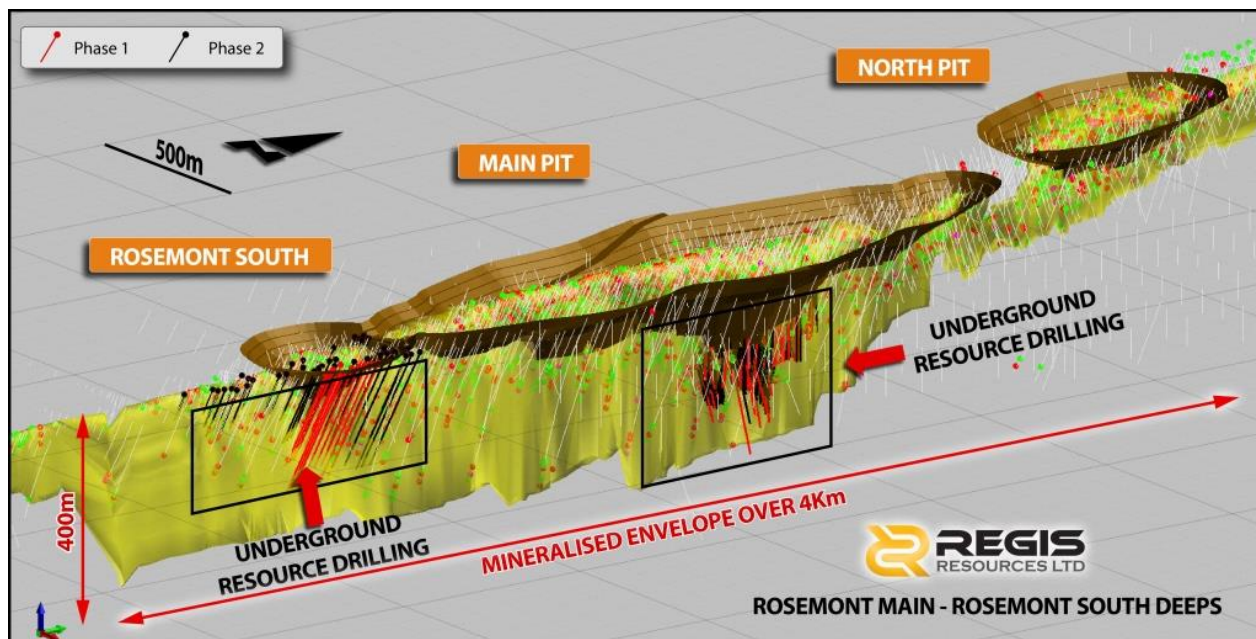 Phase 1
Phase 2
NORTH PIT
500m
MAIN PIT
ROSEMONT SOUTH
UNDERGROUND
RESOURCE DRILLING
400m
UNDERGROUND
RESOURCE DRILLING
MINERALISED ENVELOPE OVER 4Km
REGIS
RESOURCES LTD
ROSEMONT MAIN - ROSEMONT SOUTH DEEPS